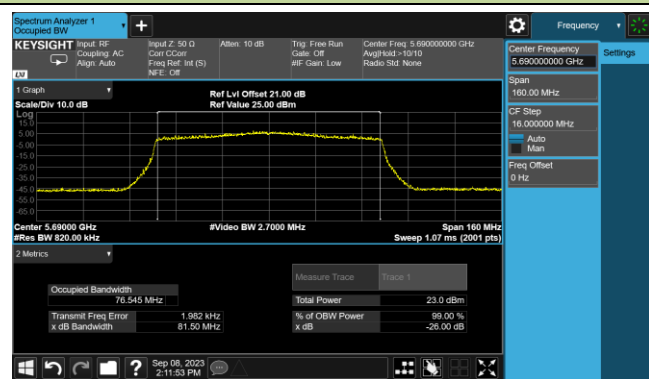 Spectrum Analyzer 1
Occupied BW
Frequency
KEYSIGHT
Input: RF
Coupling: AC
Align: Auto
Input Z: 50 Ω
Corr CCorr
Freq Ref: Int (S)
NFE: Off
Atten: 10 dB
Trig: Free Run
Gate: Off
#IF Gain: Low
Center Freq: 5.690000000 GHz
Avg|Hold:>10/10
Radio Std: None
Center Frequency
5.690000000 GHz
Settings
Span
160.00 MHz
CF Step
16.000000 MHz
Auto
Man
Freq Offset
0 Hz
1 Graph
Scale/Div 10.0 dB
Ref Lvl Offset 21.00 dB
Ref Value 25.00 dBm
Log
15.0
5.00
-5.00
-15.0
-25.0
-35.0
-45.0
-55.0
-65.0
Center 5.69000 GHz
#Res BW 820.00 kHz
#Video BW 2.7000 MHz
Span 160 MHz
Sweep 1.07 ms (2001 pts)
2 Metrics
Measure Trace
Trace 1
Occupied Bandwidth
76.545 MHz
Total Power
23.0 dBm
Transmit Freq Error
1.982 kHz
% of OBW Power
99.00 %
x dB Bandwidth
81.50 MHz
x dB
-26.00 dB
?
Sep 08, 2023
2:11:53 PM